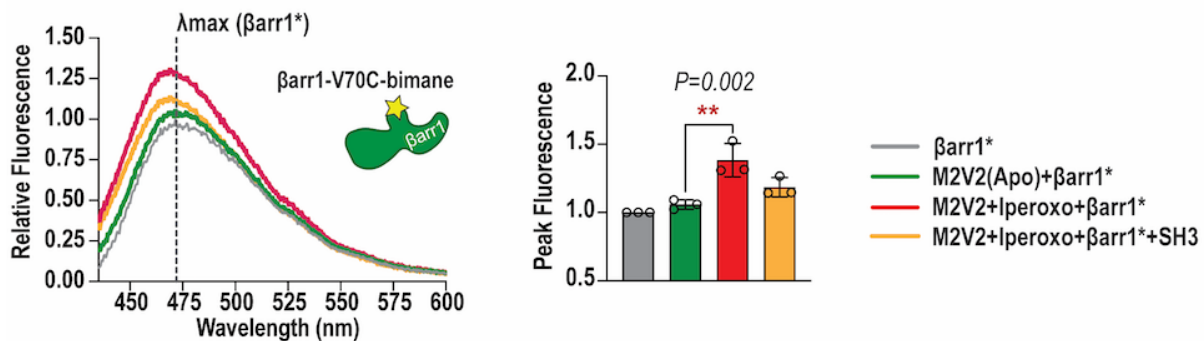 λmax (βarr1*)
Relative Fluorescence
1.50
1.25
1.00
0.75
0.50
0.25
0.00
450
475
500
525
550
575
600
Wavelength (nm)
βarr1-V70C-bimane
βarr1
Peak Fluorescence
2.0
1.5
1.0
0.5
P=0.002
**
βarr1*
M2V2(Apo)+βarr1*
M2V2+Iperoxo+βarr1*
M2V2+Iperoxo+βarr1*+SH3